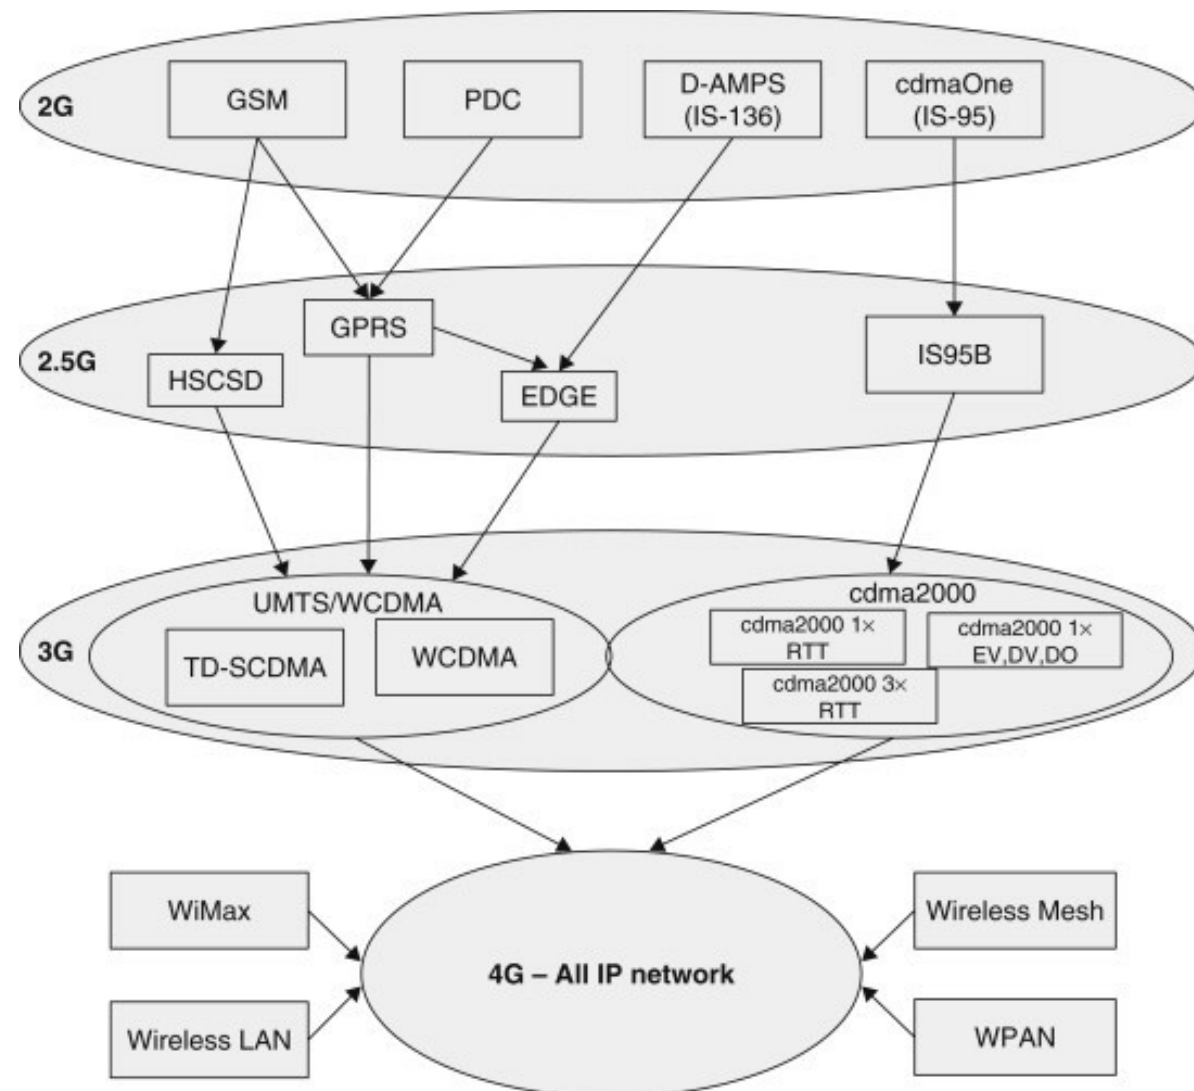 2G
GSM
PDC
D-AMPS
(IS-136)
cdmaOne
(IS-95)
2.5G
HSCSD
GPRS
EDGE
IS95B
3G
UMTS/WCDMA
TD-SCDMA
WCDMA
cdma2000
cdma2000 1×
RTT
cdma2000 1×
EV,DV,DO
cdma2000 3×
RTT
WiMax
Wireless LAN
4G – All IP network
Wireless Mesh
WPAN